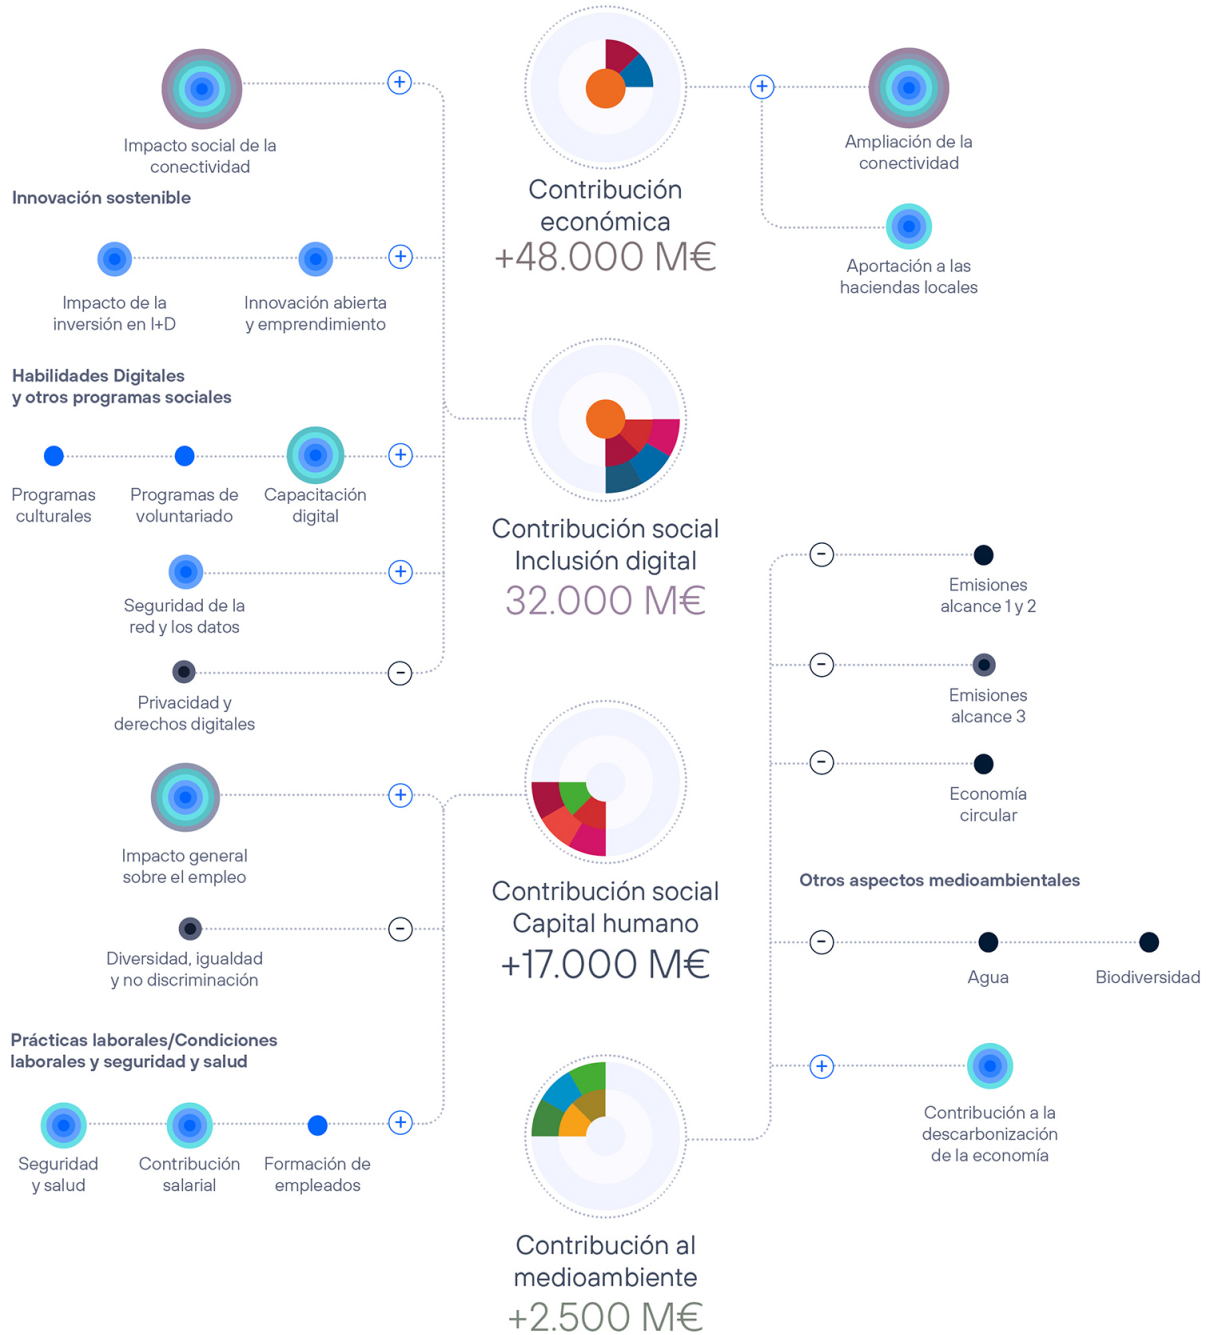 Impacto social de la
conectividad
Innovación sostenible
Impacto de la
inversión en I+D
Innovación abierta
y emprendimiento
Habilidades Digitales
y otros programas sociales
Programas
culturales
Programas de
voluntariado
Capacitación
digital
Seguridad de la
red y los datos
Privacidad y
derechos digitales
Impacto general
sobre el empleo
Diversidad, igualdad
y no discriminación
Prácticas laborales/Condiciones
laborales y seguridad y salud
Seguridad
y salud
Contribución
salarial
Formación de
empleados
Contribución
económica
+48.000 M€
Contribución social
Inclusión digital
32.000 M€
Contribución social
Capital humano
+17.000 M€
Contribución al
medioambiente
+2.500 M€
Ampliación de la
conectividad
Aportación a las
haciendas locales
Emisiones
alcance 1 y 2
Emisiones
alcance 3
Economía
circular
Otros aspectos medioambientales
Agua
Biodiversidad
Contribución a la
descarbonización
de la economía